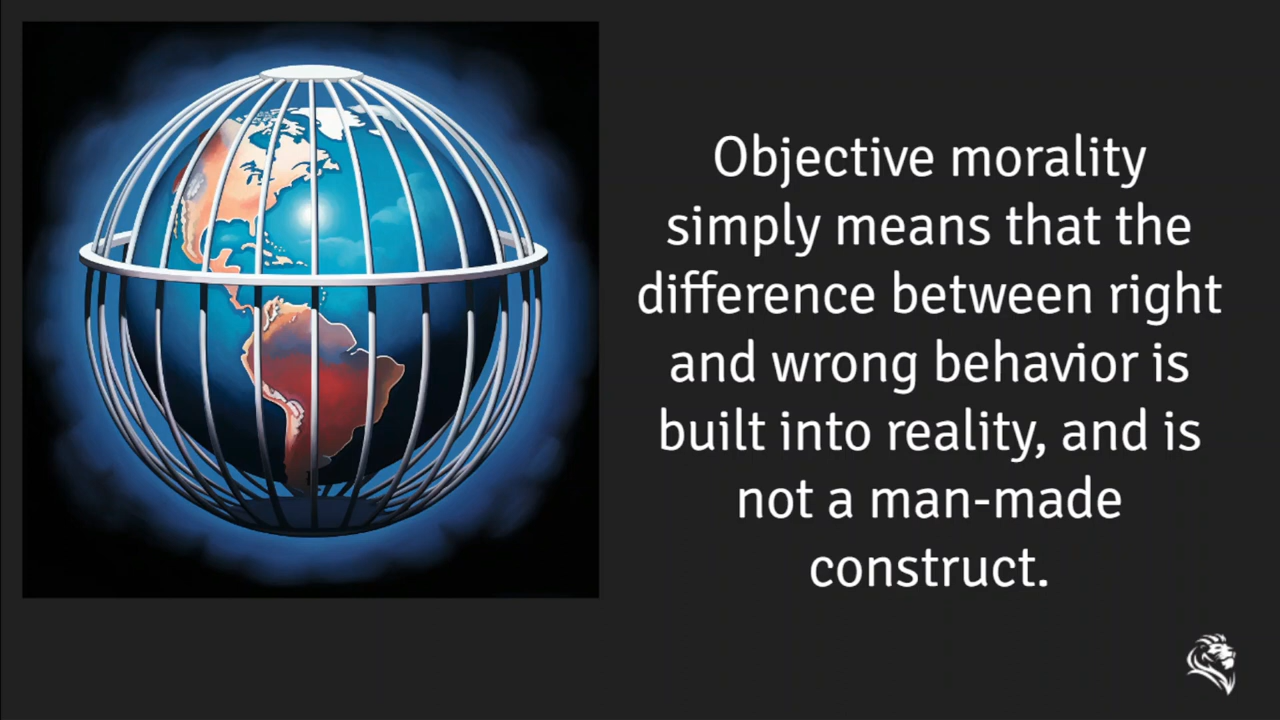 Objective morality
simply means that the
difference between right
and wrong behavior is
built into reality, and is
not a man-made
construct.